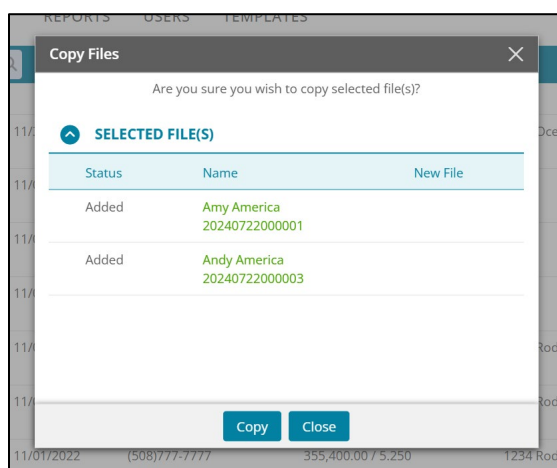 REPORTS USERS TEMPLATES
Copy Files
Are you sure you wish to copy selected file(s)?
SELECTED FILE(S)
Status Name New File
Added Amy America
20240722000001
Added Andy America
20240722000003
Copy Close
11/01/2022 (508)777-7777 355,400.00 / 5.250 1234 Roc